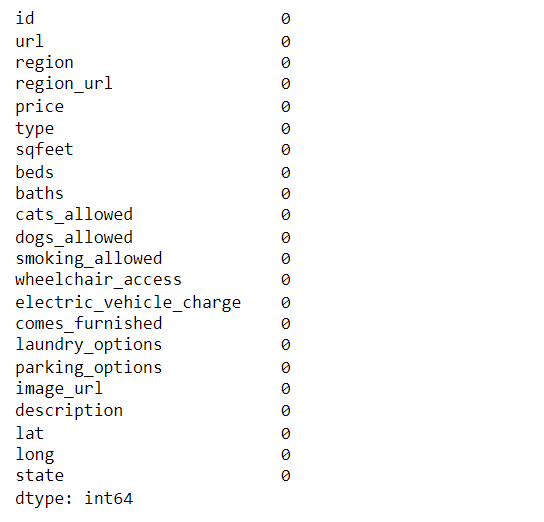 id 0
url 0
region 0
region_url 0
price 0
type 0
sqfeet 0
beds 0
baths 0
cats_allowed 0
dogs_allowed 0
smoking_allowed 0
wheelchair_access 0
electric_vehicle_charge 0
comes_furnished 0
laundry_options 0
parking_options 0
image_url 0
description 0
lat 0
long 0
state 0
dtype: int64